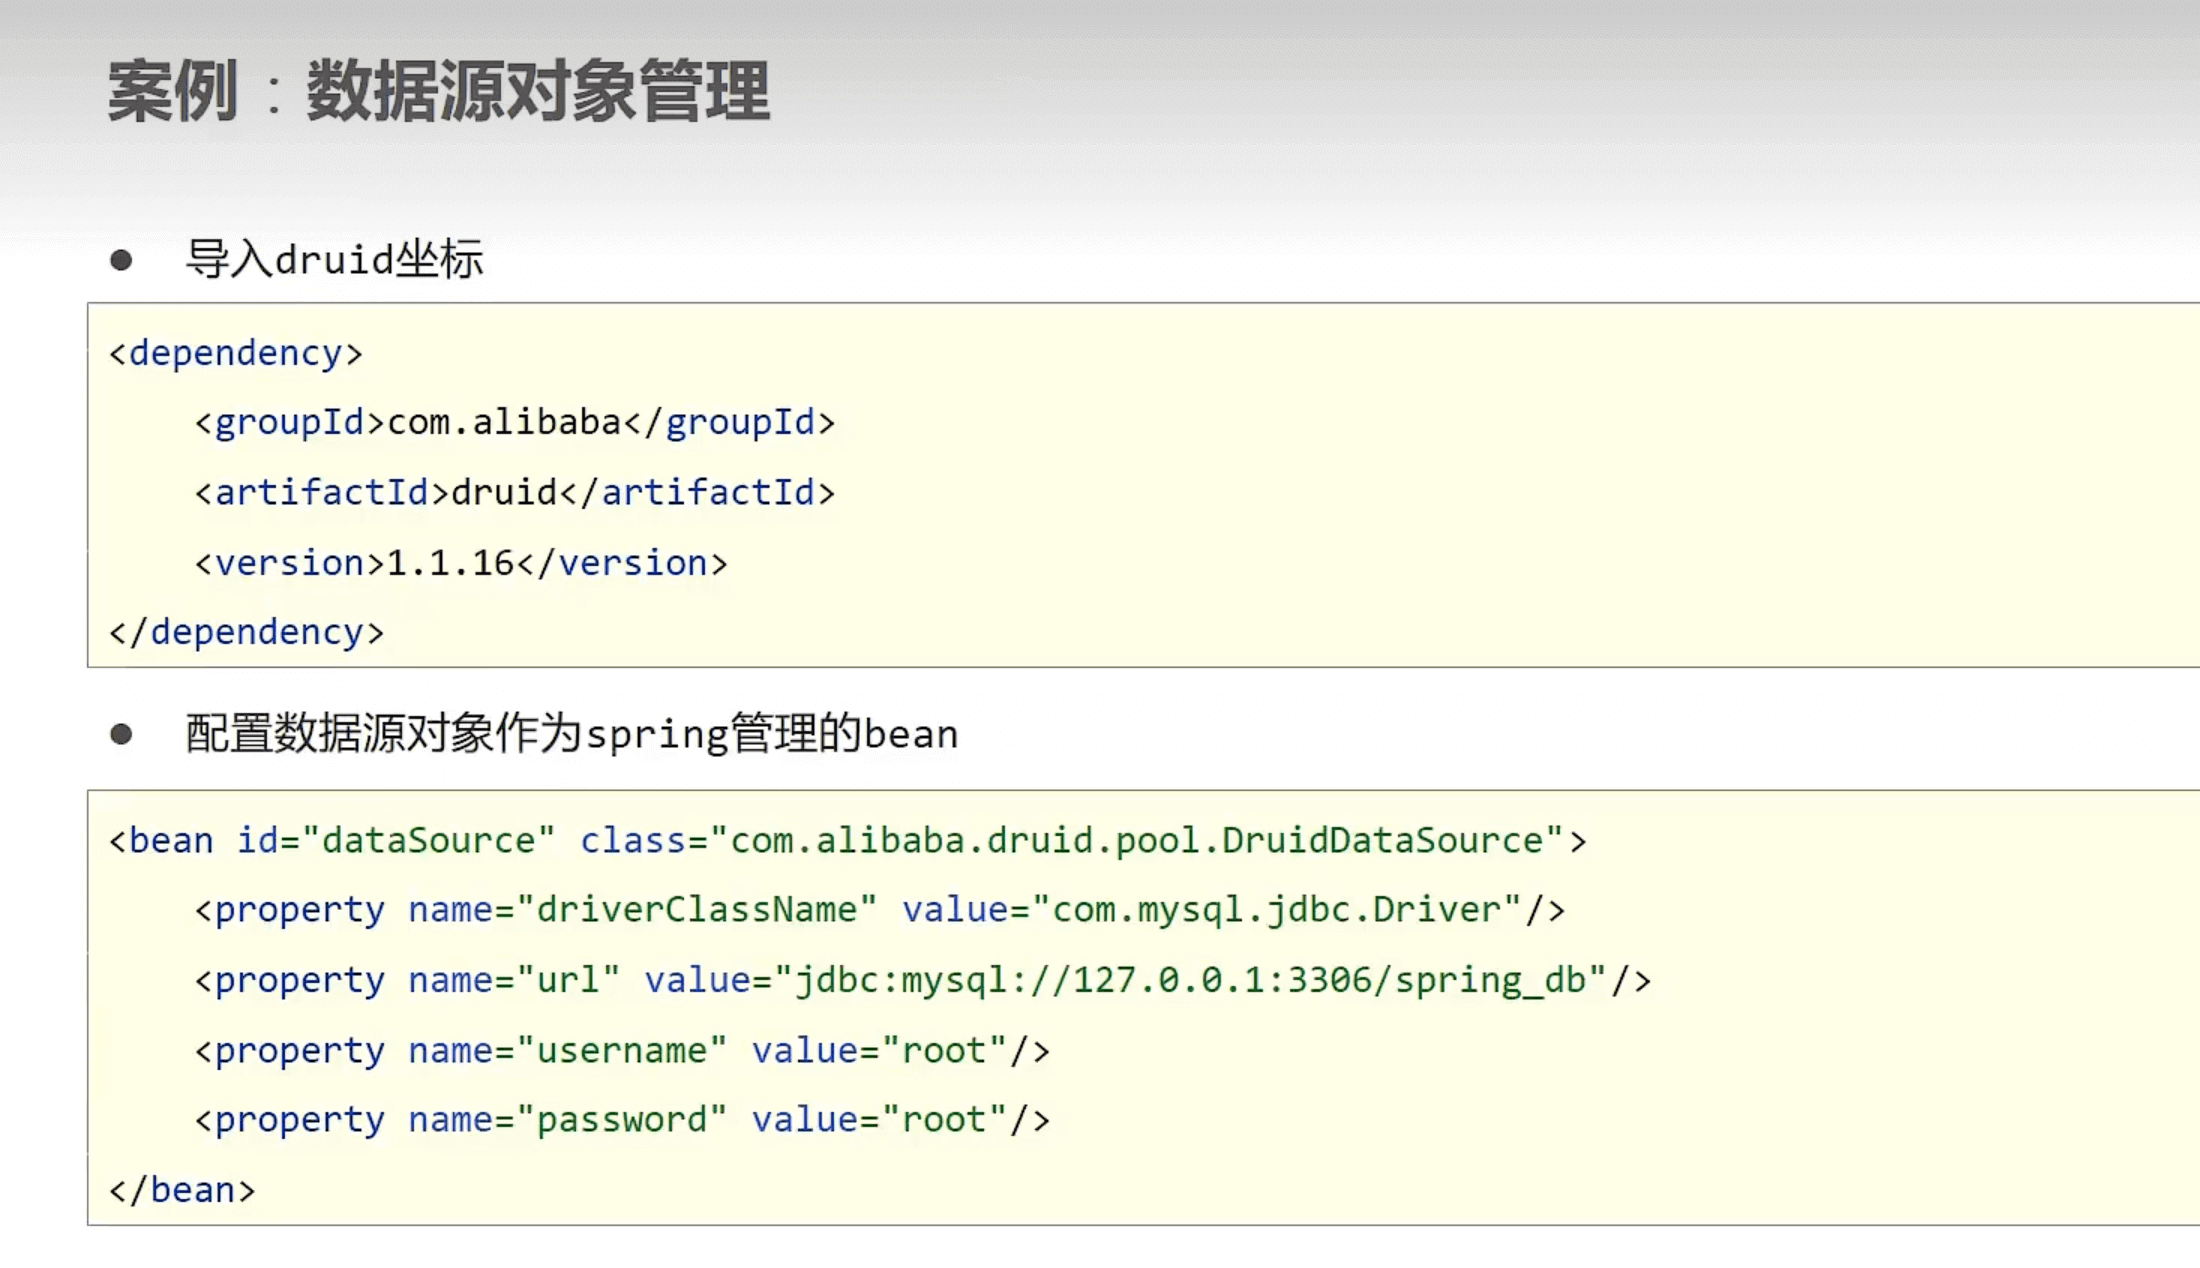 案例：数据源对象管理
● 导入druid坐标
<dependency>
    <groupId>com.alibaba</groupId>
    <artifactId>druid</artifactId>
    <version>1.1.16</version>
</dependency>
● 配置数据源对象作为spring管理的bean
<bean id="dataSource" class="com.alibaba.druid.pool.DruidDataSource">
    <property name="driverClassName" value="com.mysql.jdbc.Driver"/>
    <property name="url" value="jdbc:mysql://127.0.0.1:3306/spring_db"/>
    <property name="username" value="root"/>
    <property name="password" value="root"/>
</bean>